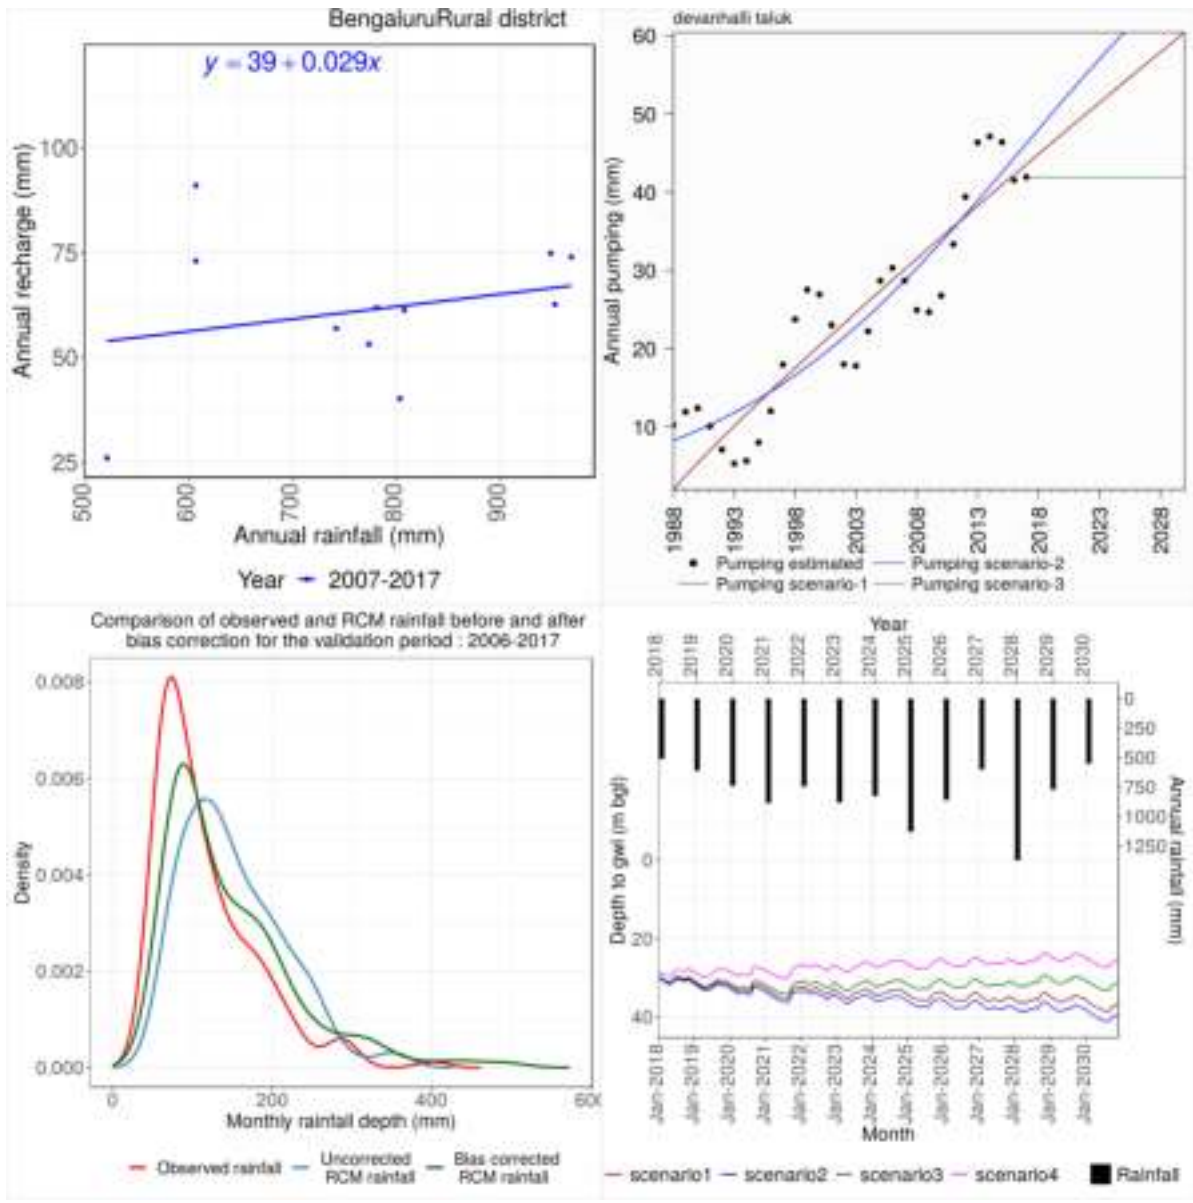 BengaluruRural district
y = 39 + 0.029x
Annual recharge (mm)
100
75
50
25
500 600 700 800 900
Annual rainfall (mm)
Year 2007-2017
devanhalli taluk
Annual pumping (mm)
60
50
40
30
20
10
1988 1993 1998 2003 2008 2013 2018 2023 2028
Pumping estimated Pumping scenario-2
Pumping scenario-1 Pumping scenario-3
Comparison of observed and RCM rainfall before and after
bias correction for the validation period : 2006-2017
Density
0.008
0.006
0.004
0.002
0.000
0 200 400 600
Monthly rainfall depth (mm)
Observed rainfall Uncorrected RCM rainfall Bias corrected RCM rainfall
Year
2018 2019 2020 2021 2022 2023 2024 2025 2026 2027 2028 2029 2030
Depth to gwl (m bgl)
0
20
40
0
250
500
750
1000
1250
Annual rainfall (mm)
Jan-2018 Jan-2019 Jan-2020 Jan-2021 Jan-2022 Jan-2023 Jan-2024 Jan-2025 Jan-2026 Jan-2027 Jan-2028 Jan-2029 Jan-2030
Month
scenario1 scenario2 scenario3 scenario4 Rainfall